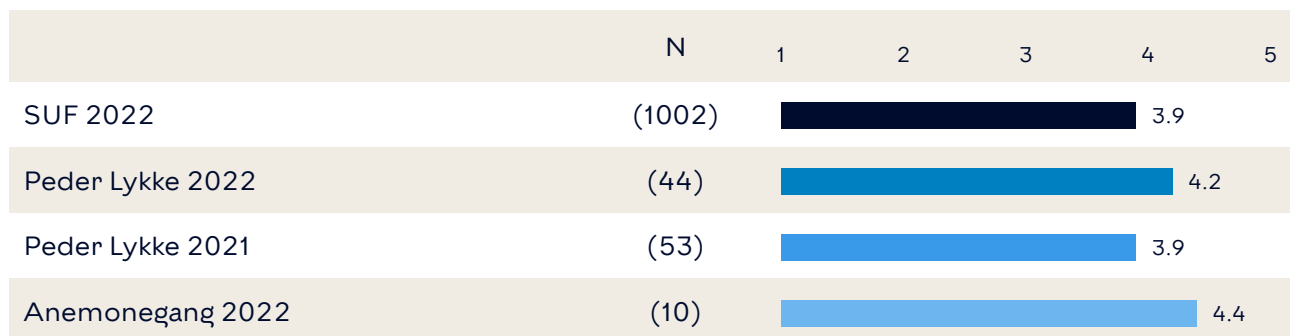 N 1 2 3 4 5
SUF 2022 (1002) 3.9
Peder Lykke 2022 (44) 4.2
Peder Lykke 2021 (53) 3.9
Anemonegang 2022 (10) 4.4